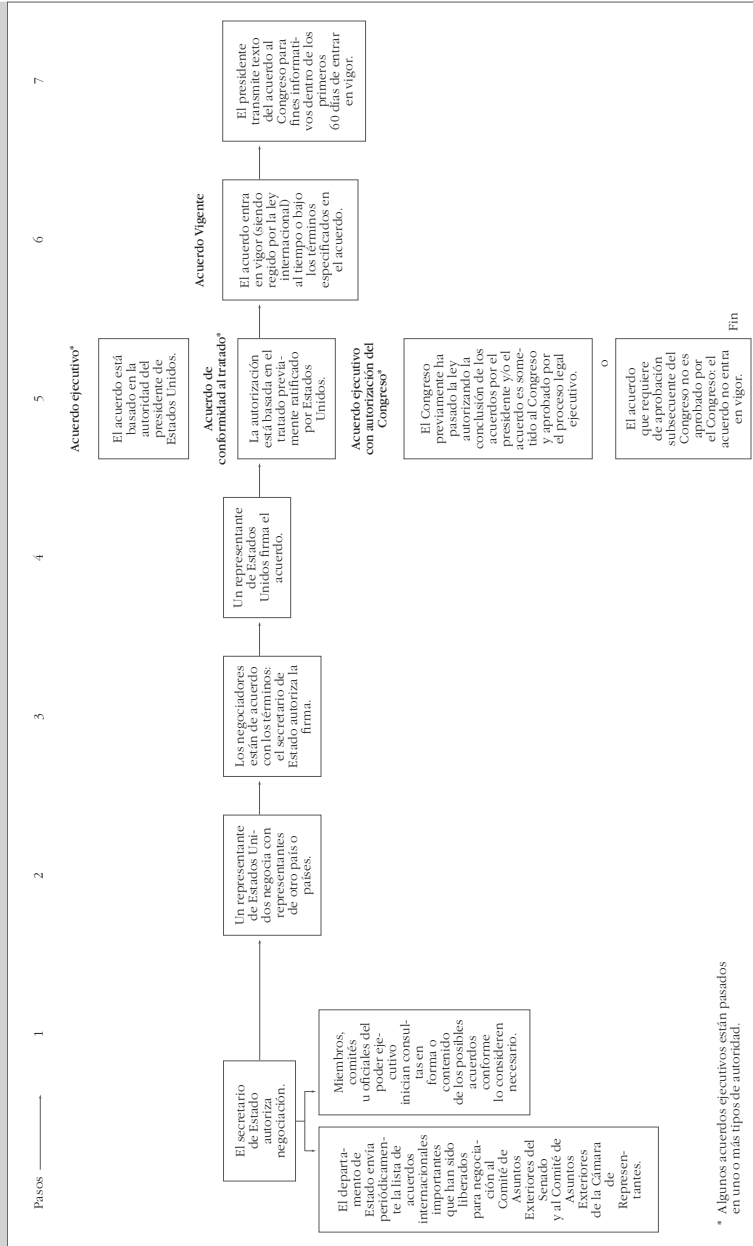 Pasos
1
2
3
4
5
6
7
El secretario
de Estado
autoriza
negociación.
El departa-
mento de
Estado envía
periódicamen-
te la lista de
acuerdos
internacionales
importantes
que han sido
liberados
para negocia-
ción al
Comité de
Asuntos
Exteriores del
Senado
y al Comité de
Asuntos
Exteriores
de la Cámara
de
Represen-
tantes.
Miembros,
comités
u oficiales del
poder eje-
cutivo
inician consul-
tas en
forma o
contenido
de los posibles
acuerdos
conforme
lo consideren
necesario.
Un representante
de Estados Uni-
dos negocia con
representantes
de otro país o
países.
Los negociadores
están de acuerdo
con los términos:
el secretario de
Estado autoriza la
firma.
Un representante
de Estados
Unidos firma el
acuerdo.
Acuerdo ejecutivo*
El acuerdo está
basado en la
autoridad del
presidente de
Estados Unidos.
Acuerdo de
conformidad al tratado*
La autorización
está basada en el
tratado previa-
mente ratificado
por Estados
Unidos.
Acuerdo ejecutivo
con autorización del
Congreso*
El Congreso
previamente ha
pasado la ley
autorizando la
conclusión de los
acuerdos por el
presidente y/o el
acuerdo es some-
tido al Congreso
y aprobado por
el proceso legal
ejecutivo.
o
El acuerdo
que requiere
de aprobación
subsecuente del
Congreso no es
aprobado por
el Congreso: el
acuerdo no entra
en vigor.
Fin
Acuerdo Vigente
El acuerdo entra
en vigor (siendo
regido por la ley
internacional)
al tiempo o bajo
los términos
especificados en
el acuerdo.
El presidente
transmite texto
del acuerdo al
Congreso para
fines informati-
vos dentro de los
primeros
60 días de entrar
en vigor.
* Algunos acuerdos ejecutivos están pasados
en uno o más tipos de autoridad.